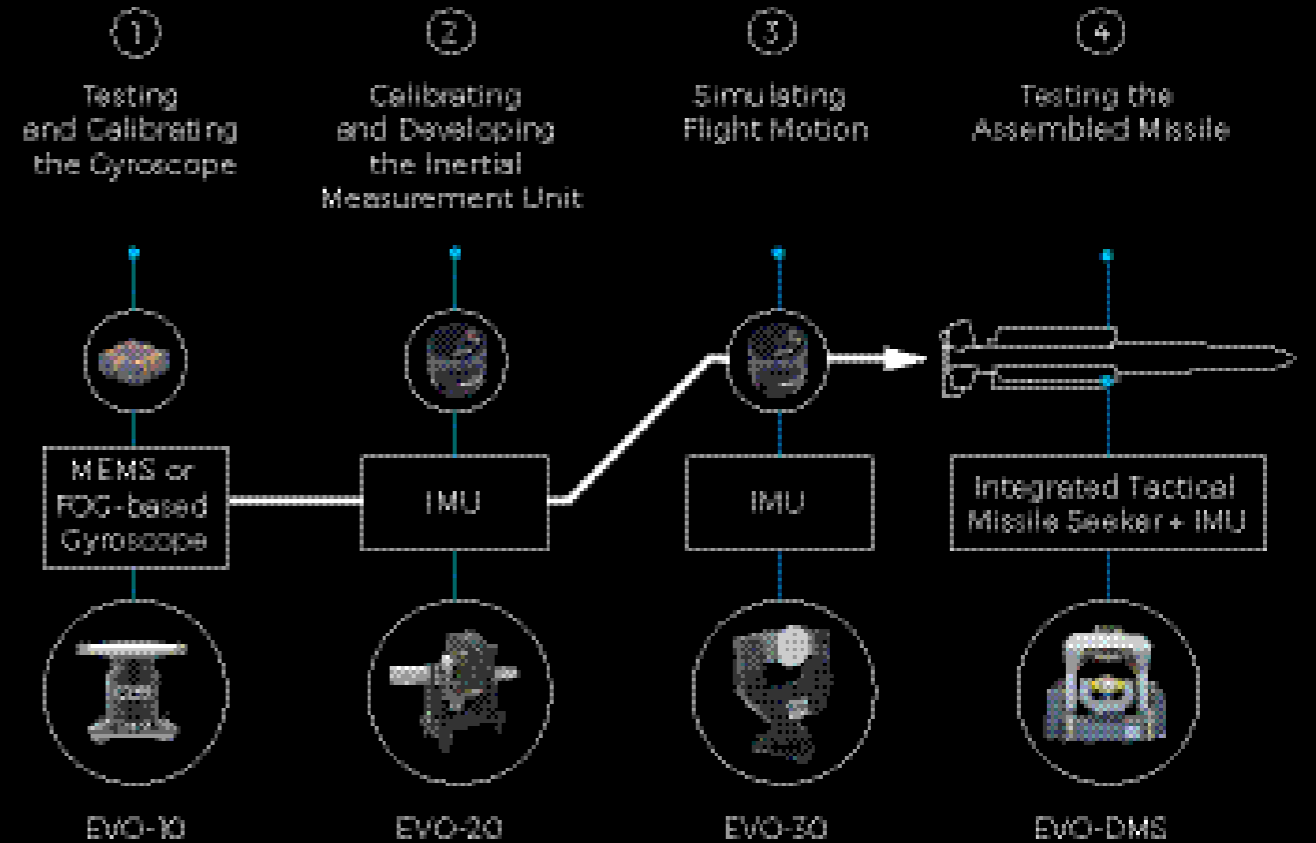 1
Testing
and Calibrating
the Gyroscope
2
Calibrating
and Developing
the Inertial
Measurement Unit
3
Simulating
Flight Motion
4
Testing the
Assembled Missile
MEMS or
FOG-based
Gyroscope
IMU
IMU
Integrated Tactical
Missile Seeker + IMU
EVO-10
EVO-20
EVO-30
EVO-DMS